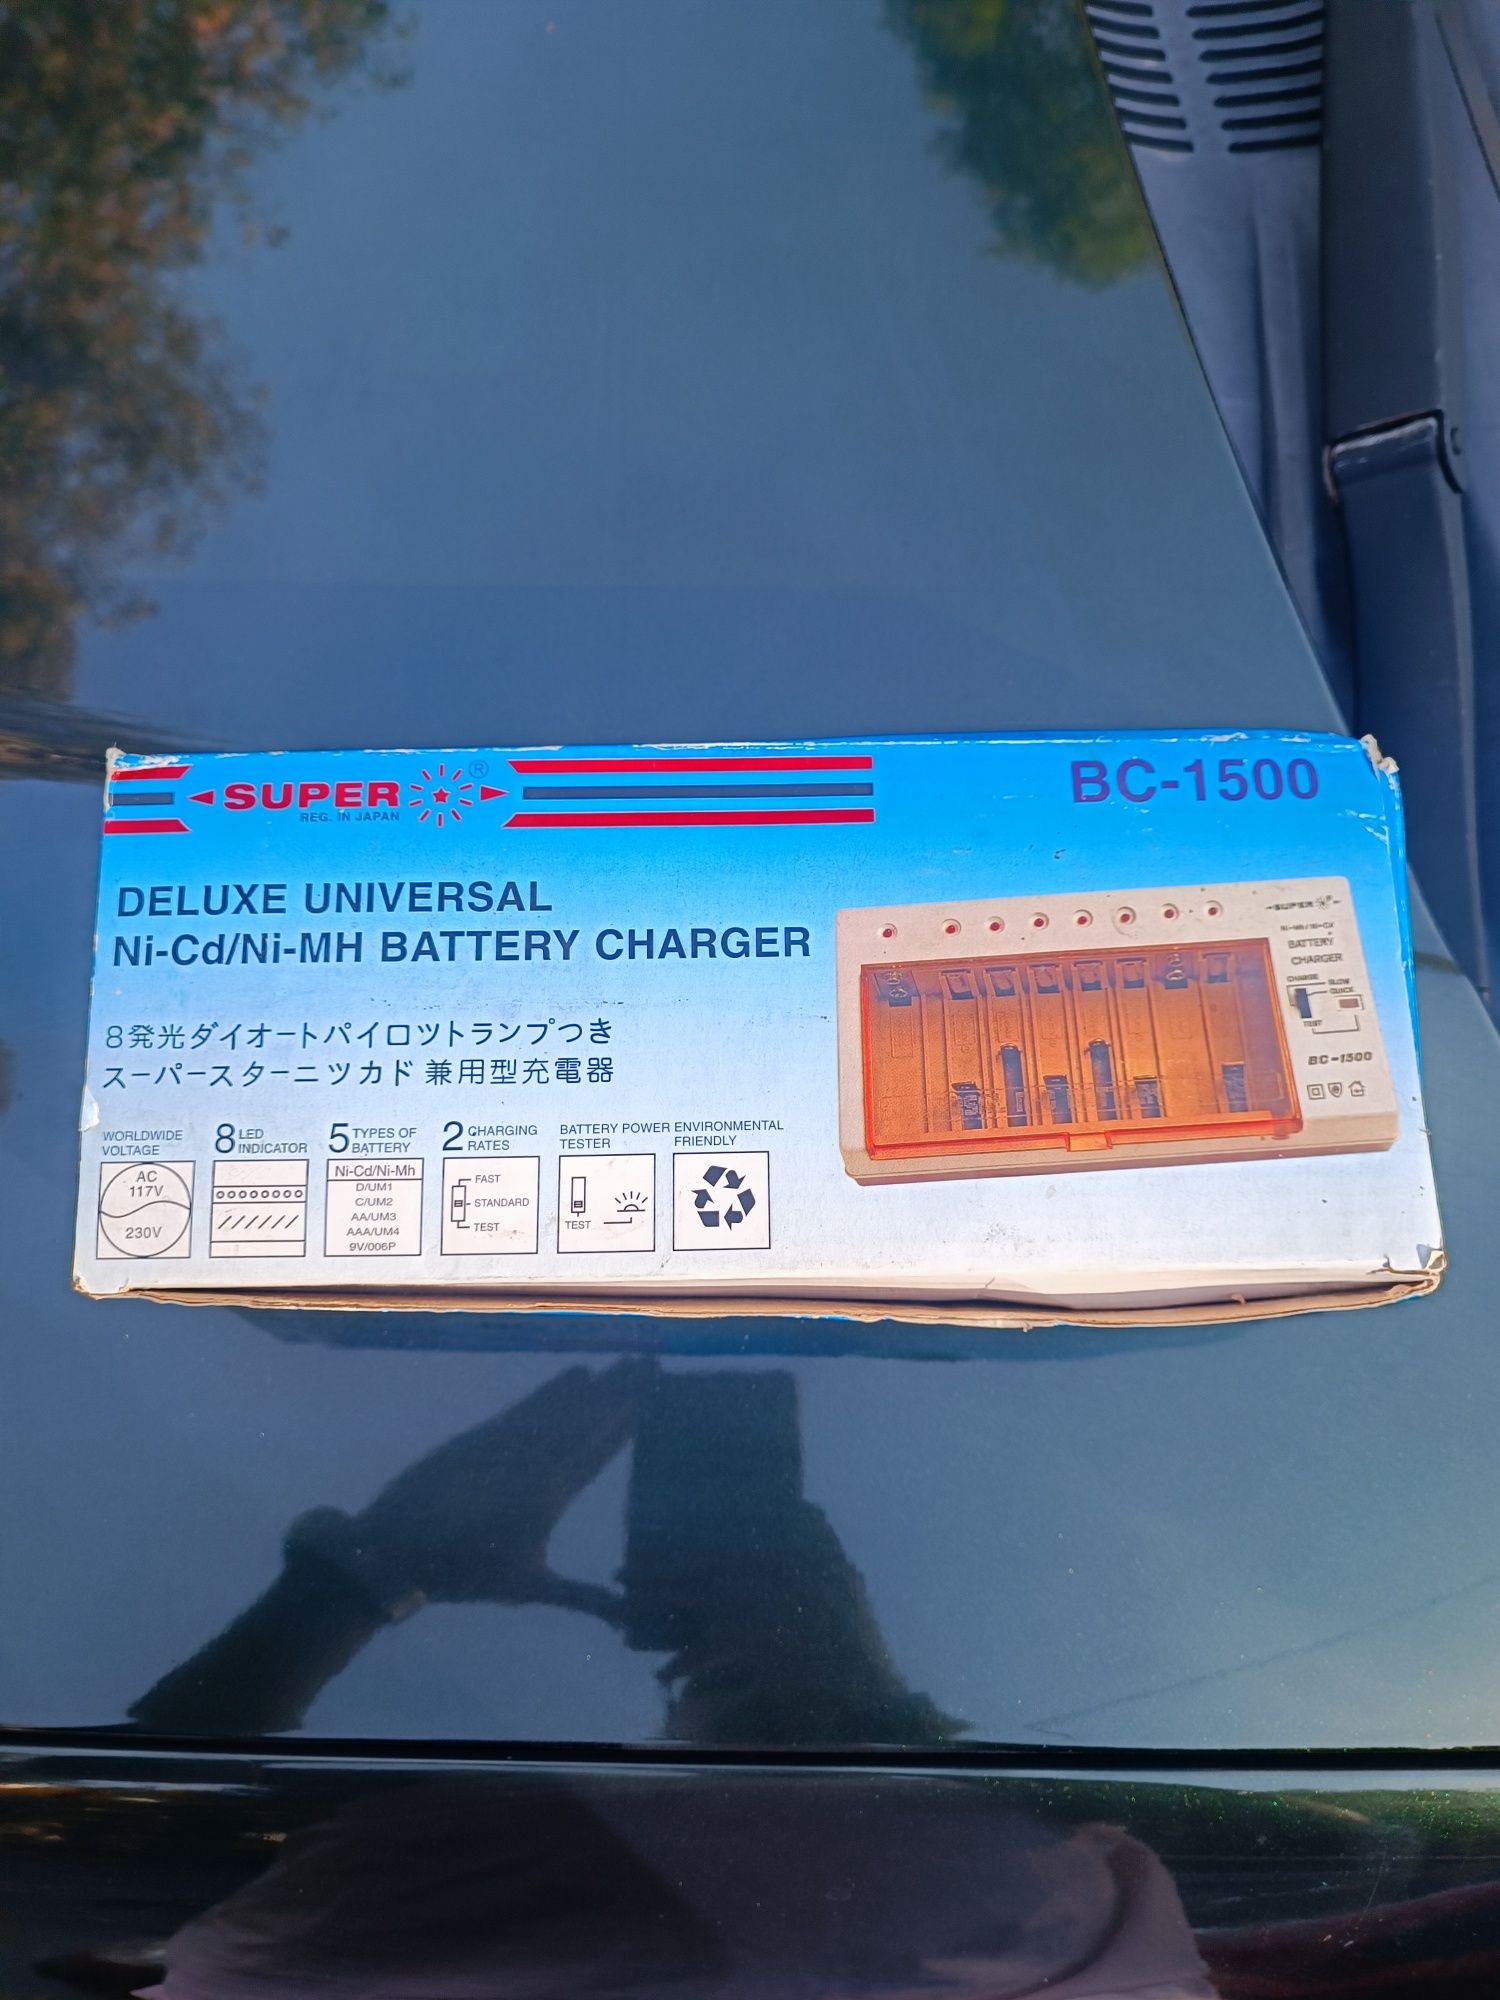 SUPER ®
REG. IN JAPAN
BC-1500
DELUXE UNIVERSAL
Ni-Cd/Ni-MH BATTERY CHARGER
8発光ダイオートパイロツトランプつき
スーパースターニツカド 兼用型充電器
WORLDWIDE
VOLTAGE
AC
117V
230V
8 LED
INDICATOR
5 TYPES OF
BATTERY
Ni-Cd/Ni-Mh
D/UM1
C/UM2
AA/UM3
AAA/UM4
9V/006P
2 CHARGING
RATES
FAST
STANDARD
TEST
BATTERY POWER
TESTER
TEST
ENVIRONMENTAL
FRIENDLY
SUPER
BATTERY
CHARGER
CHARGE
SLOW
QUICK
TEST
BC-1500